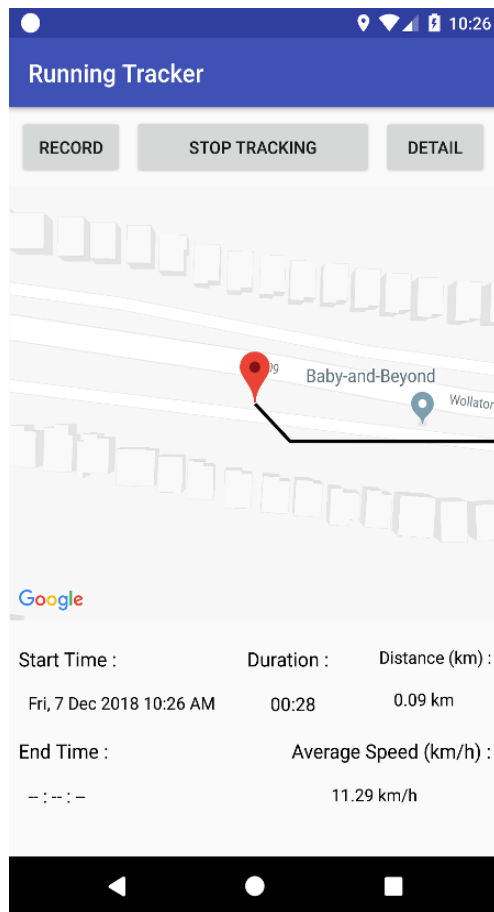 10:26
Running Tracker
RECORD STOP TRACKING DETAIL
09
Baby-and-Beyond
Wollaton
Google
Start Time : Duration : Distance (km) :
Fri, 7 Dec 2018 10:26 AM 00:28 0.09 km
End Time : Average Speed (km/h) :
-- : -- : -- 11.29 km/h